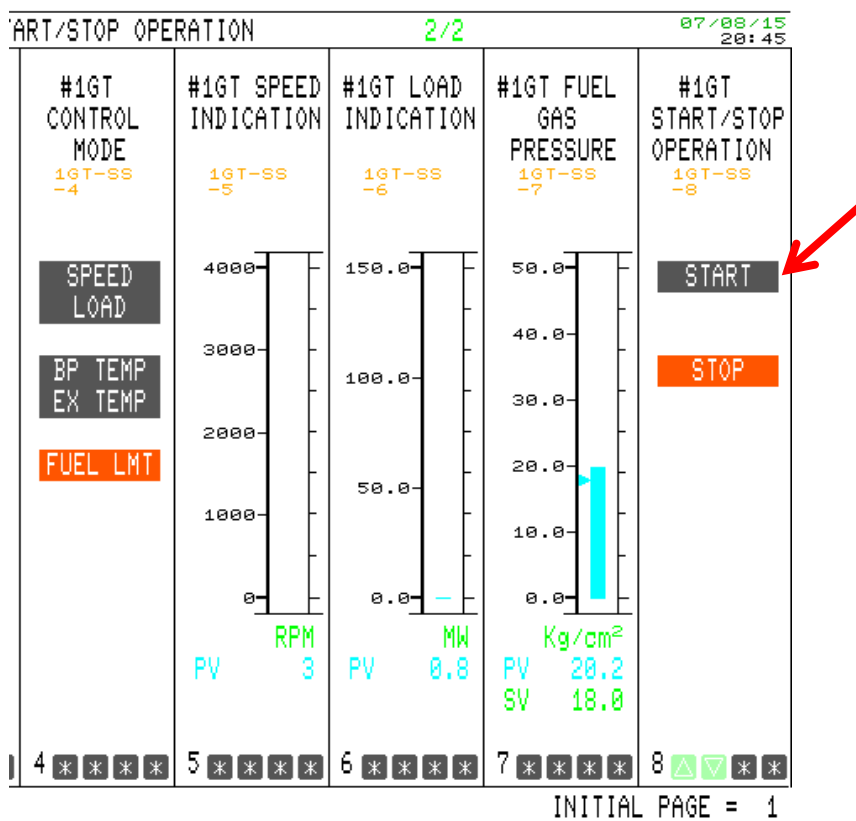 ART/STOP OPERATION 2/2 07/08/15
20:45
#1GT
CONTROL
MODE
1GT-SS
-4
SPEED
LOAD
BP TEMP
EX TEMP
FUEL LMT
4 * * * *
#1GT SPEED
INDICATION
1GT-SS
-5
4000
3000
2000
1000
0
RPM
PV 3
5 * * * *
#1GT LOAD
INDICATION
1GT-SS
-6
150.0
100.0
50.0
0.0
MW
PV 0.8
6 * * * *
#1GT FUEL
GAS
PRESSURE
1GT-SS
-7
50.0
40.0
30.0
20.0
10.0
0.0
Kg/cm²
PV 20.2
SV 18.0
7 * * * *
#1GT
START/STOP
OPERATION
1GT-SS
-8
START
STOP
8 △ ▽ * *
INITIAL PAGE = 1